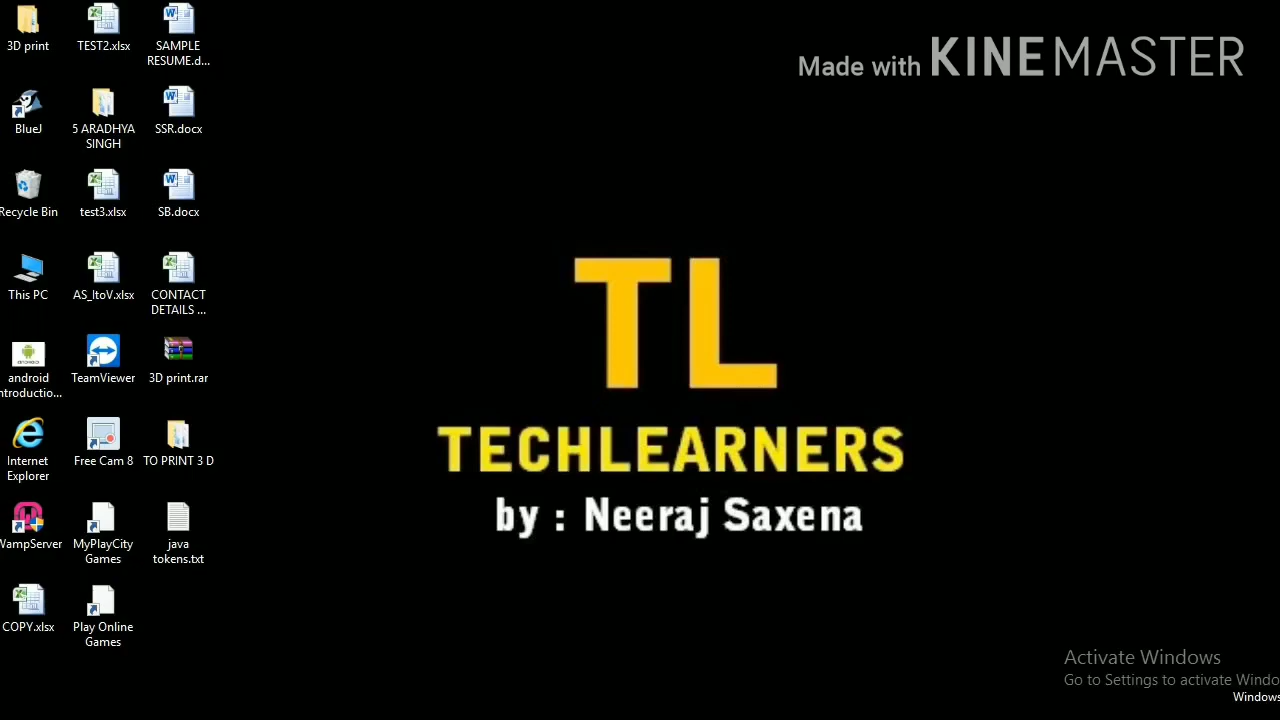 Made with KINEMASTER
3D print
TEST2.xlsx
SAMPLE
RESUME.d...
BlueJ
5 ARADHYA
SINGH
SSR.docx
Recycle Bin
test3.xlsx
SB.docx
This PC
AS_ItoV.xlsx
CONTACT
DETAILS ...
android
ntroductio...
TeamViewer
3D print.rar
Internet
Explorer
Free Cam 8
TO PRINT 3 D
WampServer
MyPlayCity
Games
java
tokens.txt
COPY.xlsx
Play Online
Games
TL
TECHLEARNERS
by : Neeraj Saxena
Activate Windows
Go to Settings to activate Windo
Windows